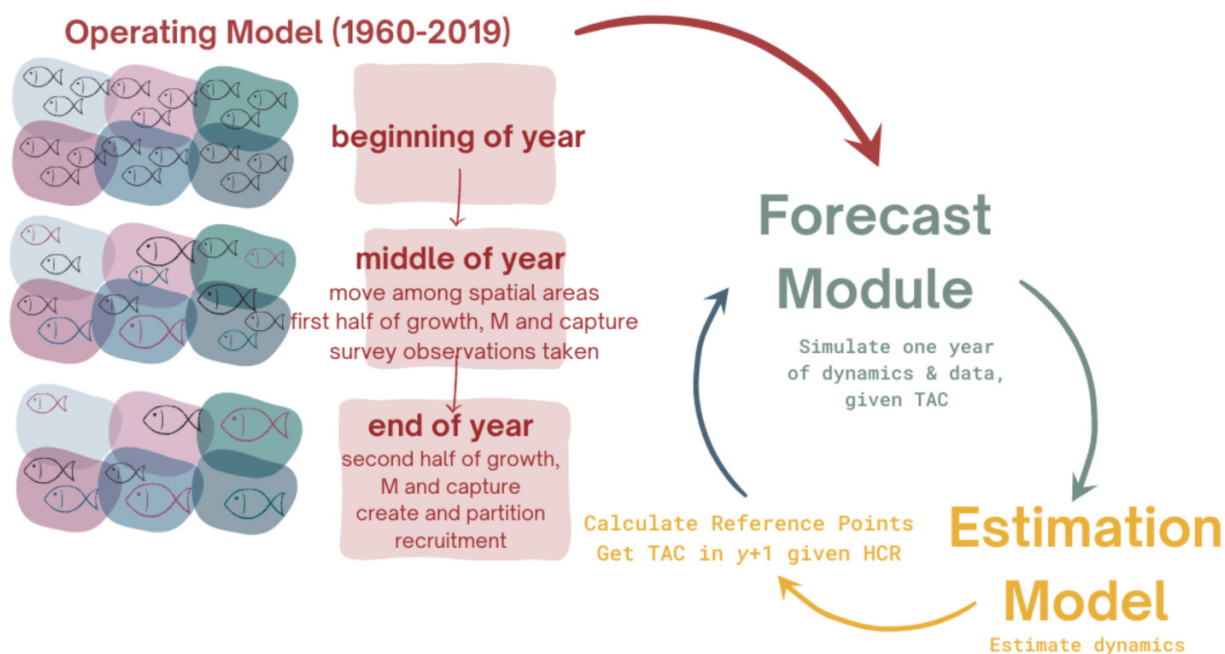 Operating Model (1960-2019)
beginning of year
middle of year
move among spatial areas
first half of growth, M and capture
survey observations taken
end of year
second half of growth,
M and capture
create and partition
recruitment
Forecast
Module
Simulate one year
of dynamics & data,
given TAC
Estimation
Model
Estimate dynamics
Calculate Reference Points
Get TAC in y+1 given HCR